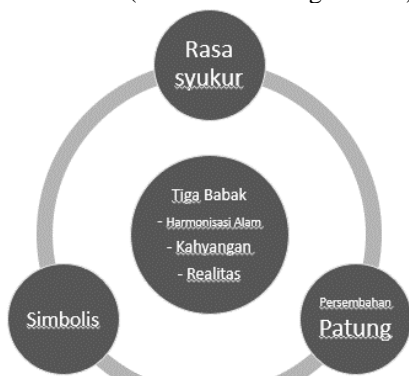 Rasa
syukur
Tiga Babak
- Harmonisasi Alam
- Kahyangan
- Realitas
Simbolis
Persembahan
Patung